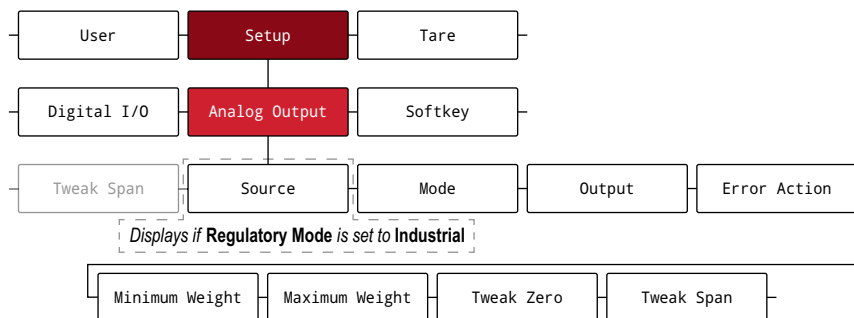 User Setup Tare
Digital I/O Analog Output Softkey
Tweak Span Source Mode Output Error Action
Displays if Regulatory Mode is set to Industrial
Minimum Weight Maximum Weight Tweak Zero Tweak Span